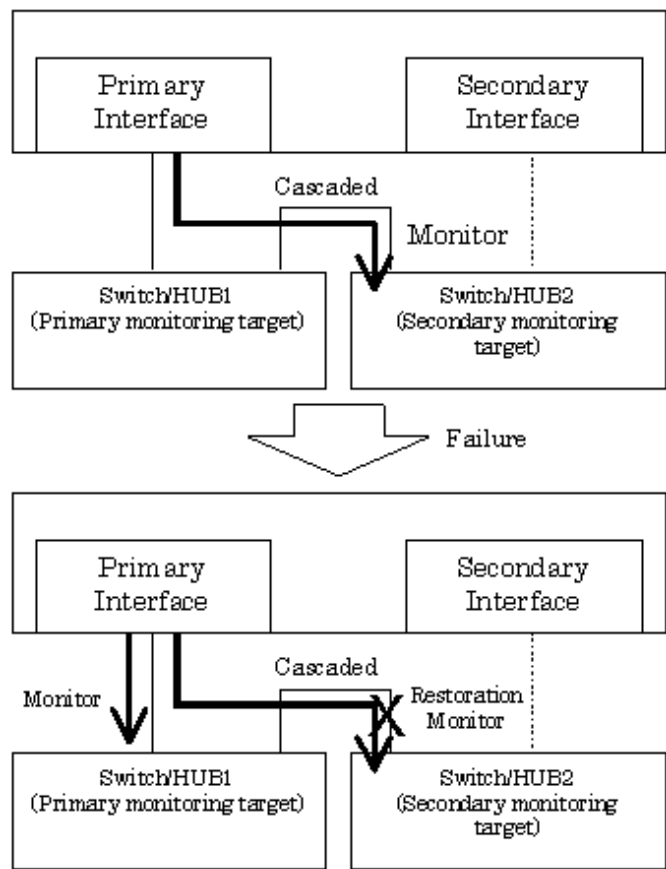 Primary
Interface
Secondary
Interface
Cascaded
Monitor
Switch/HUB1
(Primary monitoring target)
Switch/HUB2
(Secondary monitoring
target)
Failure
Primary
Interface
Secondary
Interface
Cascaded
Monitor
Restoration
Monitor
Switch/HUB1
(Primary monitoring target)
Switch/HUB2
(Secondary monitoring
target)